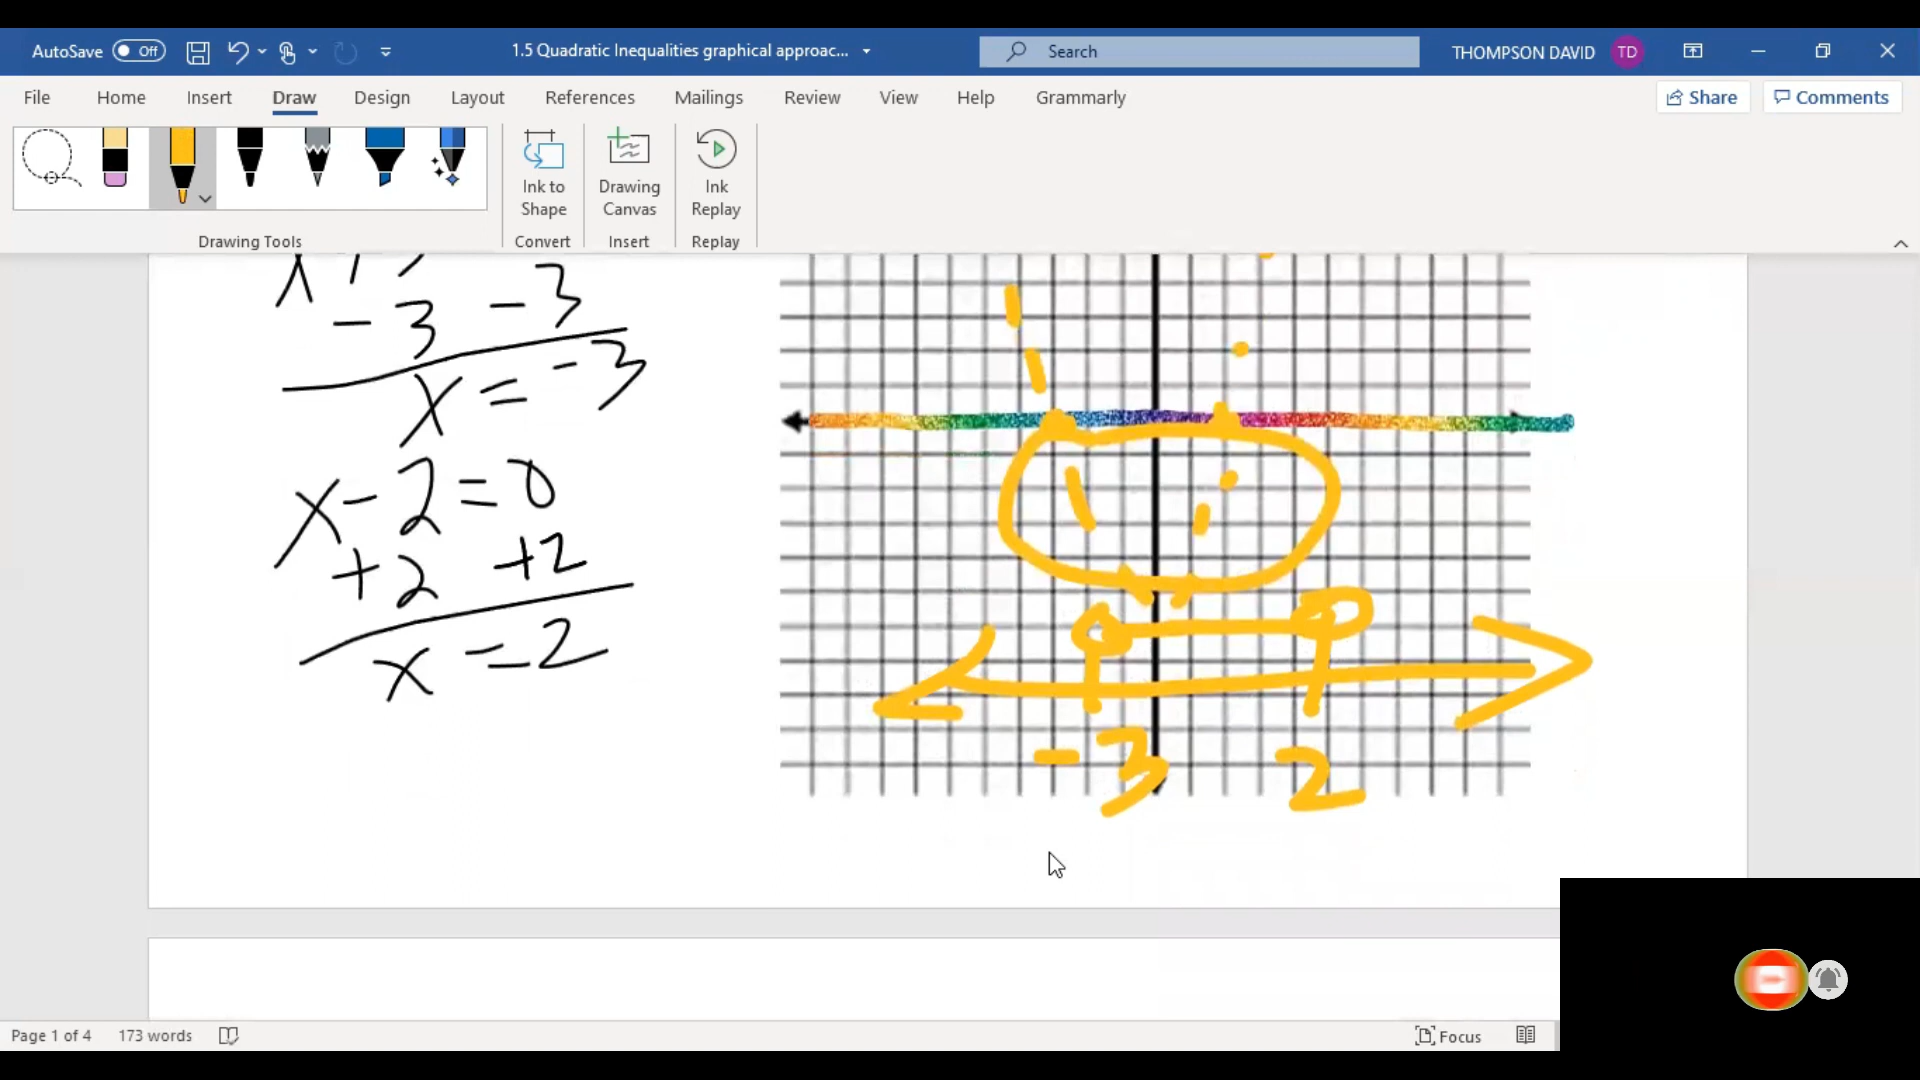 AutoSave Off 1.5 Quadratic Inequalities graphical approac... Search THOMPSON DAVID TD
File Home Insert Draw Design Layout References Mailings Review View Help Grammarly Share Comments
Ink to Shape
Drawing Canvas
Ink Replay
Drawing Tools Convert Insert Replay
- 3 - 3
x = -3
x - 2 = 0
+ 2 + 2
x = 2
-3 2
Page 1 of 4 173 words Focus